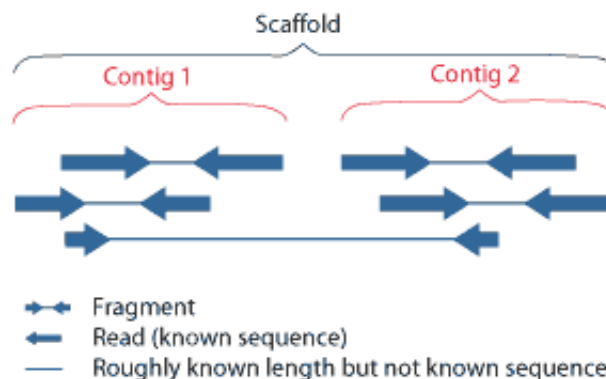 Scaffold
Contig 1
Contig 2
Fragment
Read (known sequence)
Roughly known length but not known sequence